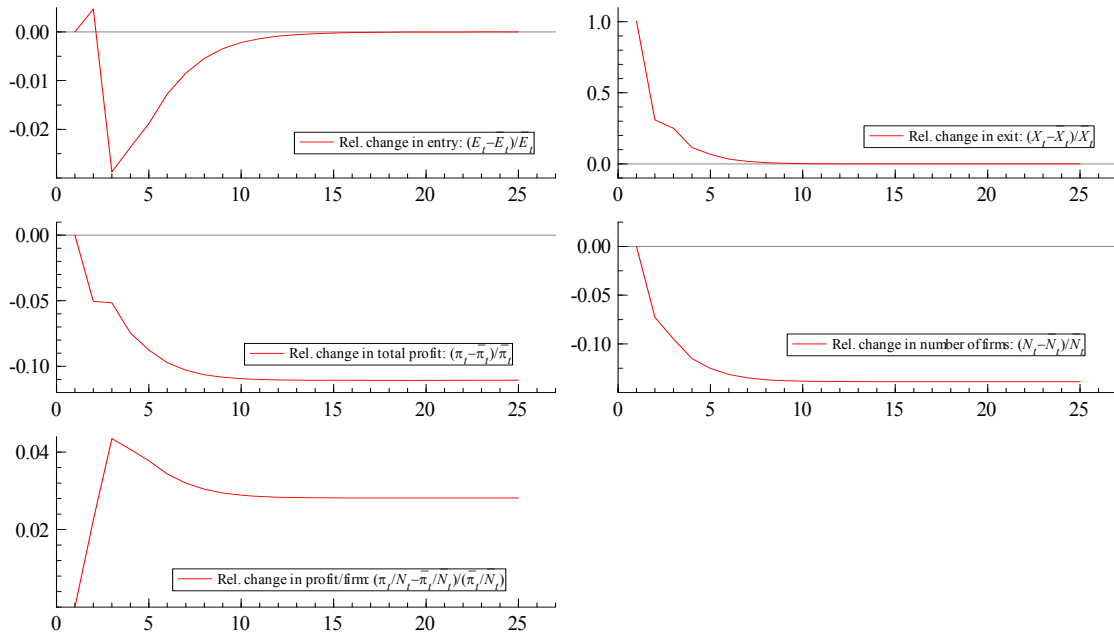 0.00
-0.01
-0.02
0 5 10 15 20 25
Rel. change in entry: (E_t−E̅_t)/E̅_t
1.0
0.5
0.0
0 5 10 15 20 25
Rel. change in exit: (X_t−X̅_t)/X̅_t
0.00
-0.05
-0.10
0 5 10 15 20 25
Rel. change in total profit: (π_t−π̅_t)/π̅_t
0.00
-0.05
-0.10
0 5 10 15 20 25
Rel. change in number of firms: (N_t−N̅_t)/N̅_t
0.04
0.02
0 5 10 15 20 25
Rel. change in profit/firm: (π_t/N_t−π̅_t/N̅_t)/(π̅_t/N̅_t)